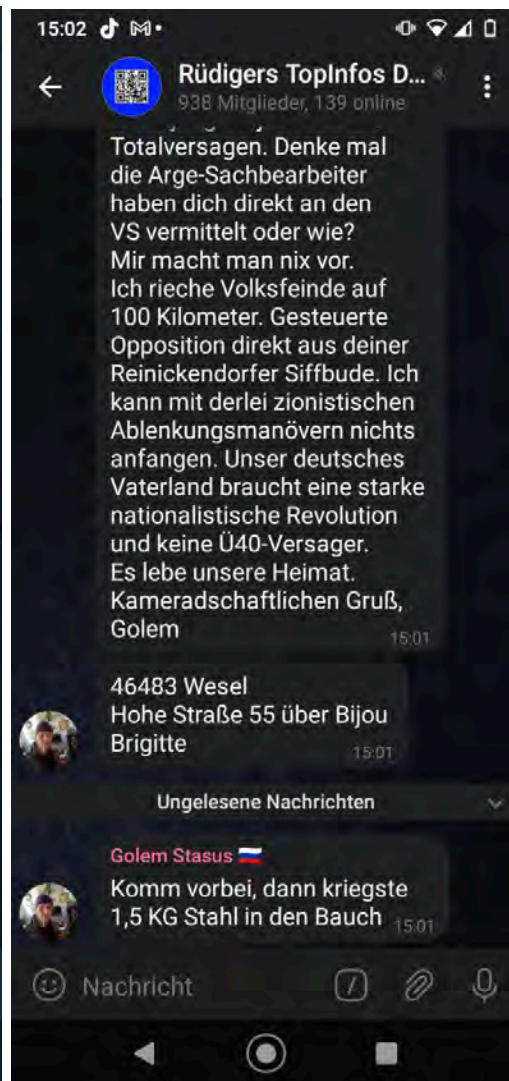 15:02
Rüdigers TopInfos D...
938 Mitglieder, 139 online
Totalversagen. Denke mal
die Arge-Sachbearbeiter
haben dich direkt an den
VS vermittelt oder wie?
Mir macht man nix vor.
Ich rieche Volksfeinde auf
100 Kilometer. Gesteuerte
Opposition direkt aus deiner
Reinickendorfer Siffbude. Ich
kann mit derlei zionistischen
Ablenkungsmanövern nichts
anfangen. Unser deutsches
Vaterland braucht eine starke
nationalistische Revolution
und keine Ü40-Versager.
Es lebe unsere Heimat.
Kameradschaftlichen Gruß,
Golem
15:01
46483 Wesel
Hohe Straße 55 über Bijou
Brigitte
15:01
Ungelesene Nachrichten
Golem Stasus 🇷🇺
Komm vorbei, dann kriegste
1,5 KG Stahl in den Bauch
15:01
Nachricht